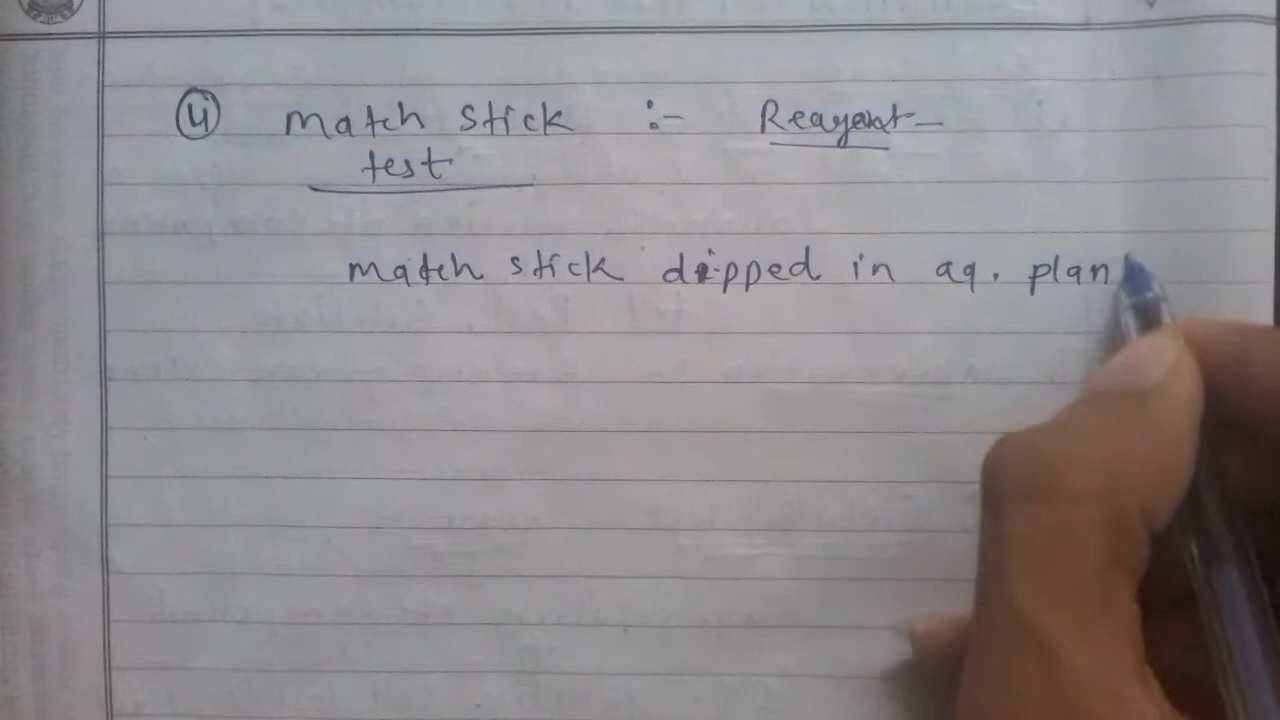 ④ Match stick :- Reagent -
test
match stick dipped in aq. plan